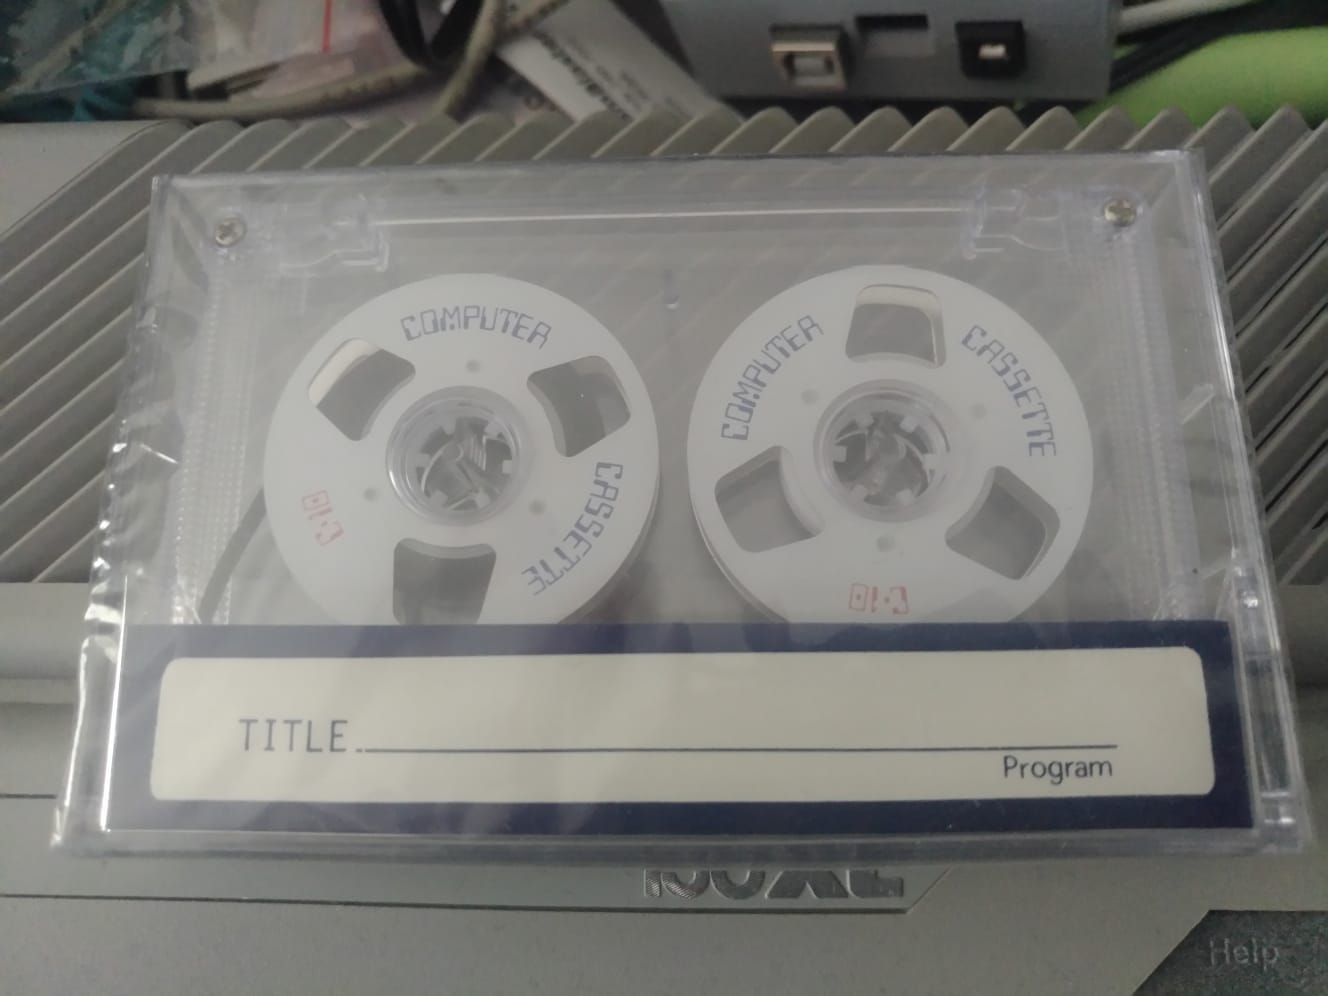 COMPUTER
CASSETTE
C·10
COMPUTER
CASSETTE
C·10
TITLE
Program
Help